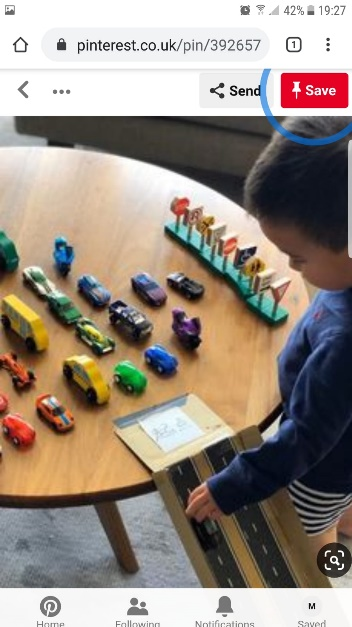 42% 19:27
pinterest.co.uk/pin/392657
1
Send
Save
Home
Following
Notifications
M
Saved